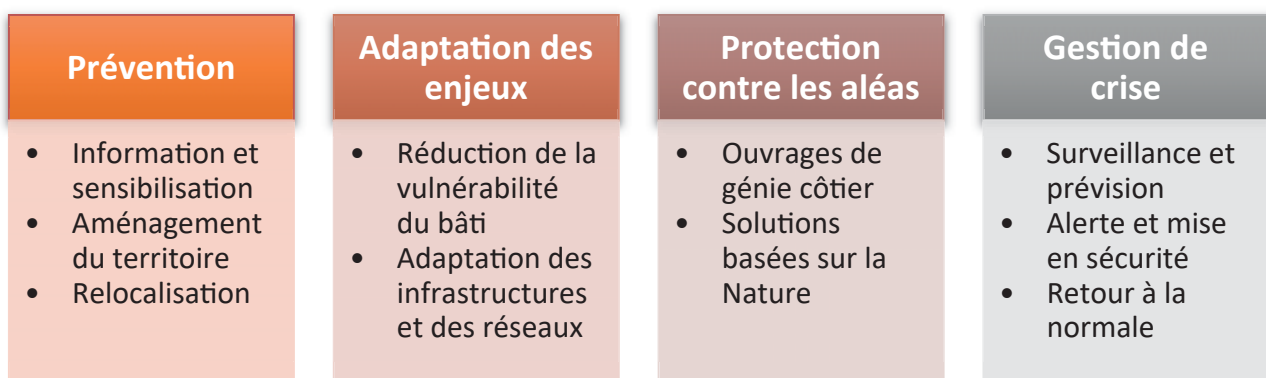 Prévention
• Information et
sensibilisation
• Aménagement
du territoire
• Relocalisation
Adaptation des
enjeux
• Réduction de la
vulnérabilité
du bâti
• Adaptation des
infrastructures
et des réseaux
Protection
contre les aléas
• Ouvrages de
génie côtier
• Solutions
basées sur la
Nature
Gestion de
crise
• Surveillance et
prévision
• Alerte et mise
en sécurité
• Retour à la
normale